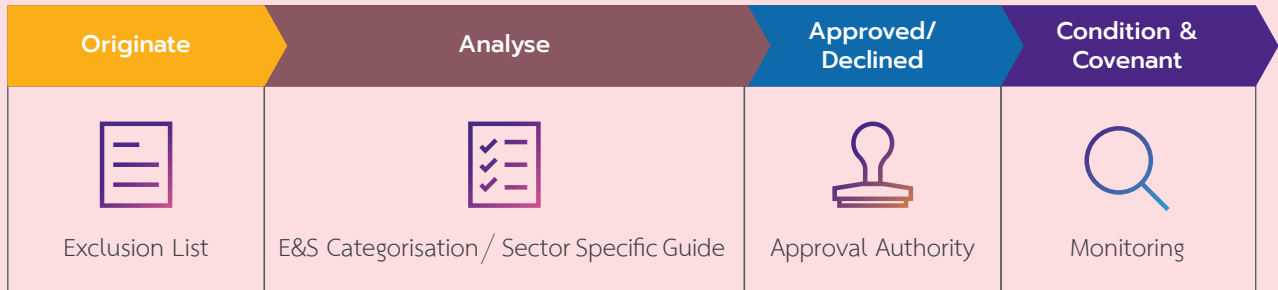 Originate
Analyse
Approved/
Declined
Condition &
Covenant
Exclusion List
E&S Categorisation / Sector Specific Guide
Approval Authority
Monitoring